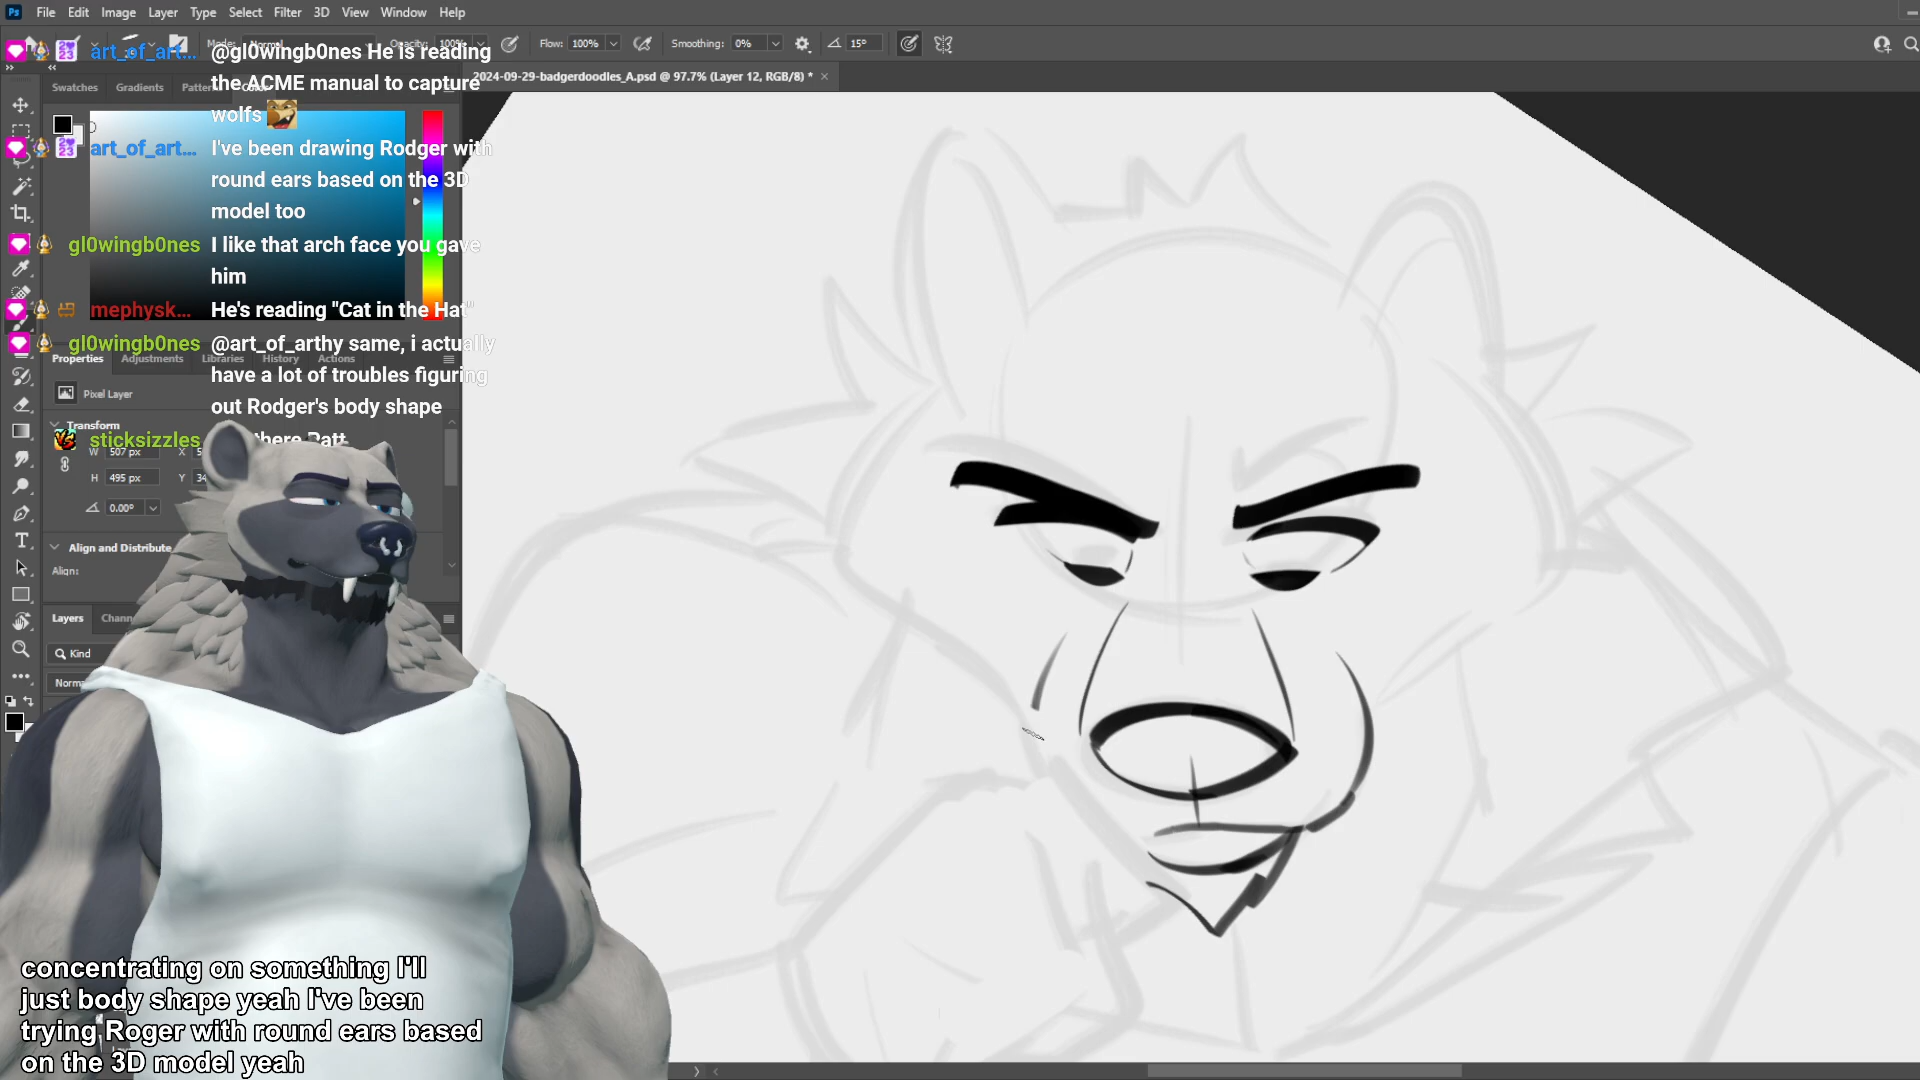 File Edit Image Layer Type Select Filter 3D View Window Help
Flow: 100% Smoothing: 0% 15°
2024-09-29-badgerdoodles_A.psd @ 97.7% (Layer 12, RGB/8) *
Swatches Gradients
art_of_art... @gl0wingb0nes He is reading
the ACME manual to capture
wolfs
art_of_art... I've been drawing Rodger with
round ears based on the 3D
model too
gl0wingb0nes I like that arch face you gave
him
mephysk... He's reading "Cat in the Hat"
gl0wingb0nes @art_of_arthy same, i actually
have a lot of troubles figuring
out Rodger's body shape
sticksizzles there Ratt
Properties Adjustments Libraries History Actions
Pixel Layer
Transform
W 507 px X
H 495 px Y
0.00°
Align and Distribute
Align:
Layers
Kind
concentrating on something I'll
just body shape yeah I've been
trying Roger with round ears based
on the 3D model yeah